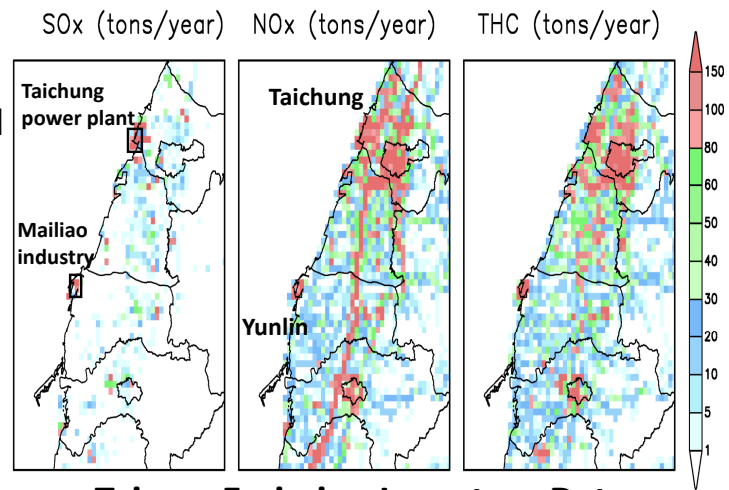 SOx (tons/year)
NOx (tons/year)
THC (tons/year)
Taichung
power plant
Mailiao
industry
Taichung
Yunlin
150
100
80
60
50
40
30
20
10
5
1